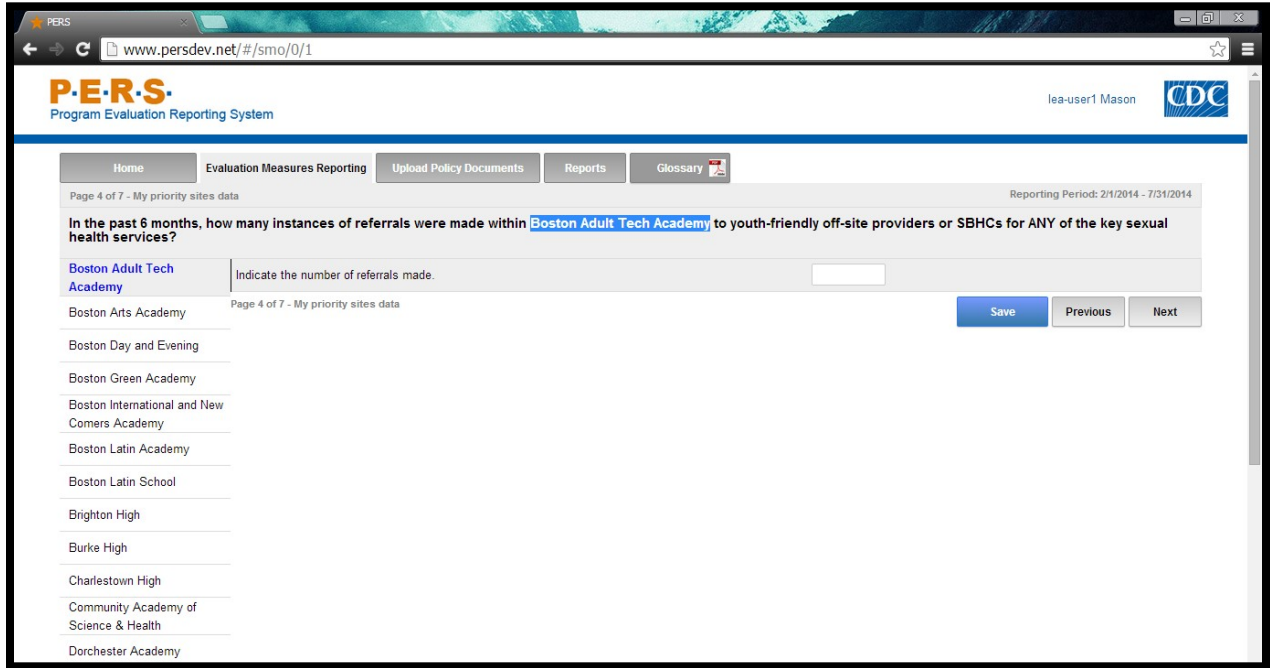 PERS
www.persdev.net/#/smo/0/1
P·E·R·S·
Program Evaluation Reporting System
lea-user1 Mason
CDC
Home
Evaluation Measures Reporting
Upload Policy Documents
Reports
Glossary
Page 4 of 7 - My priority sites data
Reporting Period: 2/1/2014 - 7/31/2014
In the past 6 months, how many instances of referrals were made within Boston Adult Tech Academy to youth-friendly off-site providers or SBHCs for ANY of the key sexual
health services?
Boston Adult Tech
Academy
Indicate the number of referrals made.
Page 4 of 7 - My priority sites data
Save
Previous
Next
Boston Arts Academy
Boston Day and Evening
Boston Green Academy
Boston International and New
Comers Academy
Boston Latin Academy
Boston Latin School
Brighton High
Burke High
Charlestown High
Community Academy of
Science & Health
Dorchester Academy